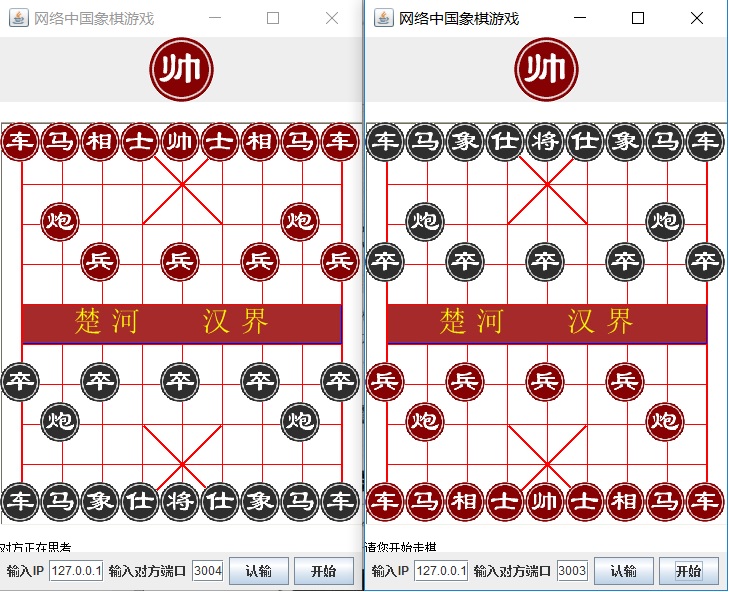 网络中国象棋游戏
帅
车 马 相 士 帅 士 相 马 车
炮 炮
兵 兵 兵 兵
楚河 汉界
卒 卒 卒 卒 卒
炮 炮
车 马 象 仕 将 仕 象 马 车
对方正在思考
输入IP 127.0.0.1 输入对方端口 3004 认输 开始
网络中国象棋游戏
帅
车 马 象 仕 将 仕 象 马 车
炮 炮
卒 卒 卒 卒 卒
楚河 汉界
兵 兵 兵 兵
炮 炮
车 马 相 士 帅 士 相 马 车
请您开始走棋
输入IP 127.0.0.1 输入对方端口 3003 认输 开始